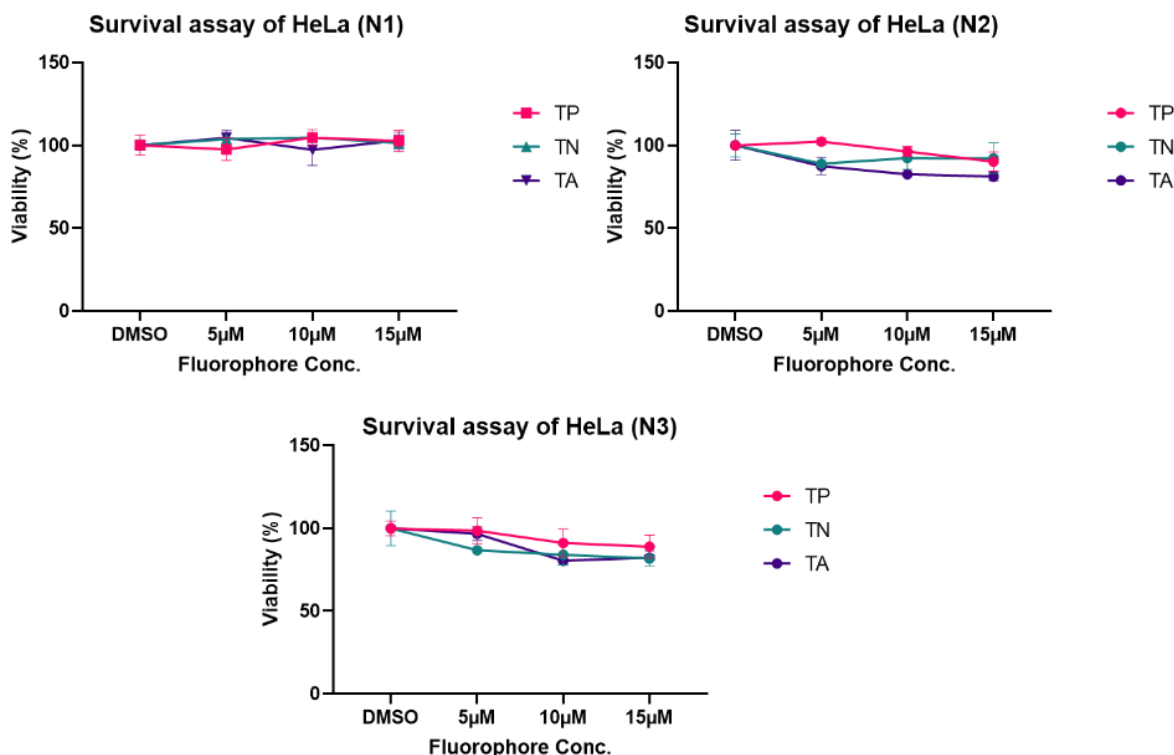 Survival assay of HeLa (N1)
Viability (%)
150
100
50
0
DMSO 5µM 10µM 15µM
Fluorophore Conc.
TP
TN
TA
Survival assay of HeLa (N2)
Viability (%)
150
100
50
0
DMSO 5µM 10µM 15µM
Fluorophore Conc.
TP
TN
TA
Survival assay of HeLa (N3)
Viability (%)
150
100
50
0
DMSO 5µM 10µM 15µM
Fluorophore Conc.
TP
TN
TA